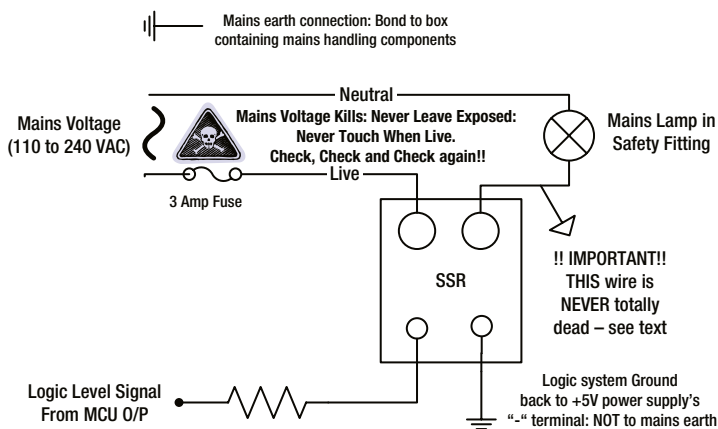 Mains earth connection: Bond to box
containing mains handling components
Neutral
Mains Voltage
(110 to 240 VAC)
Mains Voltage Kills: Never Leave Exposed:
Never Touch When Live.
Check, Check and Check again!!
Mains Lamp in
Safety Fitting
Live
3 Amp Fuse
SSR
!! IMPORTANT!!
THIS wire is
NEVER totally
dead – see text
Logic Level Signal
From MCU O/P
Logic system Ground
back to +5V power supply's
"-" terminal: NOT to mains earth